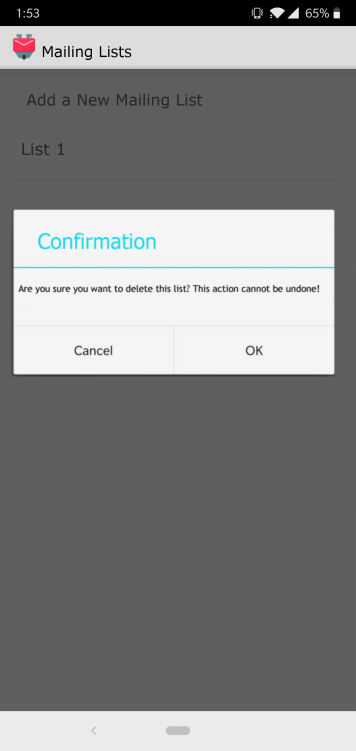 1:53
65%
Mailing Lists
Add a New Mailing List
List 1
Confirmation
Are you sure you want to delete this list? This action cannot be undone!
Cancel
OK